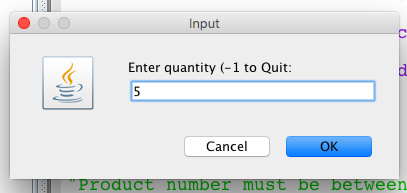 Input
c
d
Enter quantity (-1 to Quit:
5
Cancel
OK
"Product number must be between